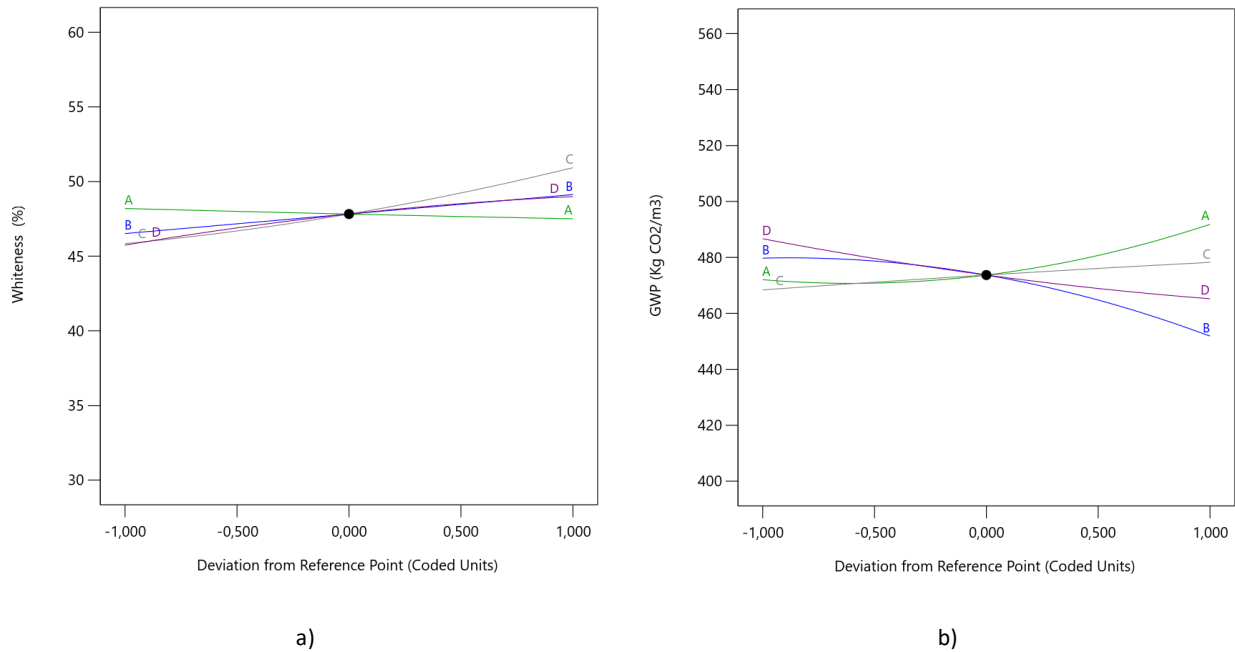 60
55
50
45
40
35
30
Whiteness (%)
A
B
C
D
C
D
B
A
-1,000
-0,500
0,000
0,500
1,000
Deviation from Reference Point (Coded Units)
a)
560
540
520
500
480
460
440
420
400
GWP (Kg CO2/m3)
D
B
A
C
A
C
D
B
-1,000
-0,500
0,000
0,500
1,000
Deviation from Reference Point (Coded Units)
b)